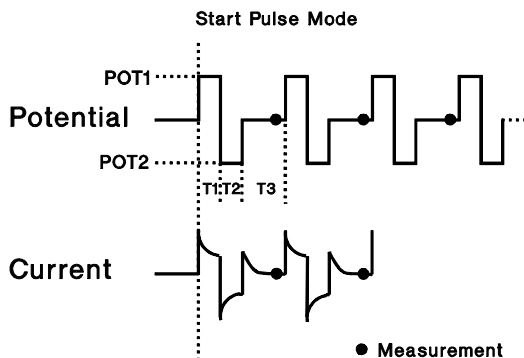 Start Pulse Mode
POT1
Potential
POT2
T1 T2 T3
Current
Measurement